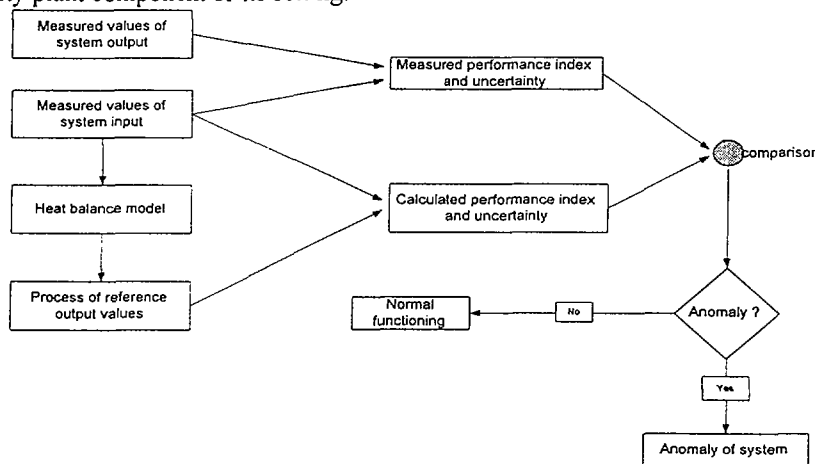 Measured values of
system output
Measured values of
system input
Heat balance model
Process of reference
output values
Measured performance index
and uncertainty
Calculated performance index
and uncertainty
comparison
Anomaly ?
No
Normal
functioning
Yes
Anomaly of system